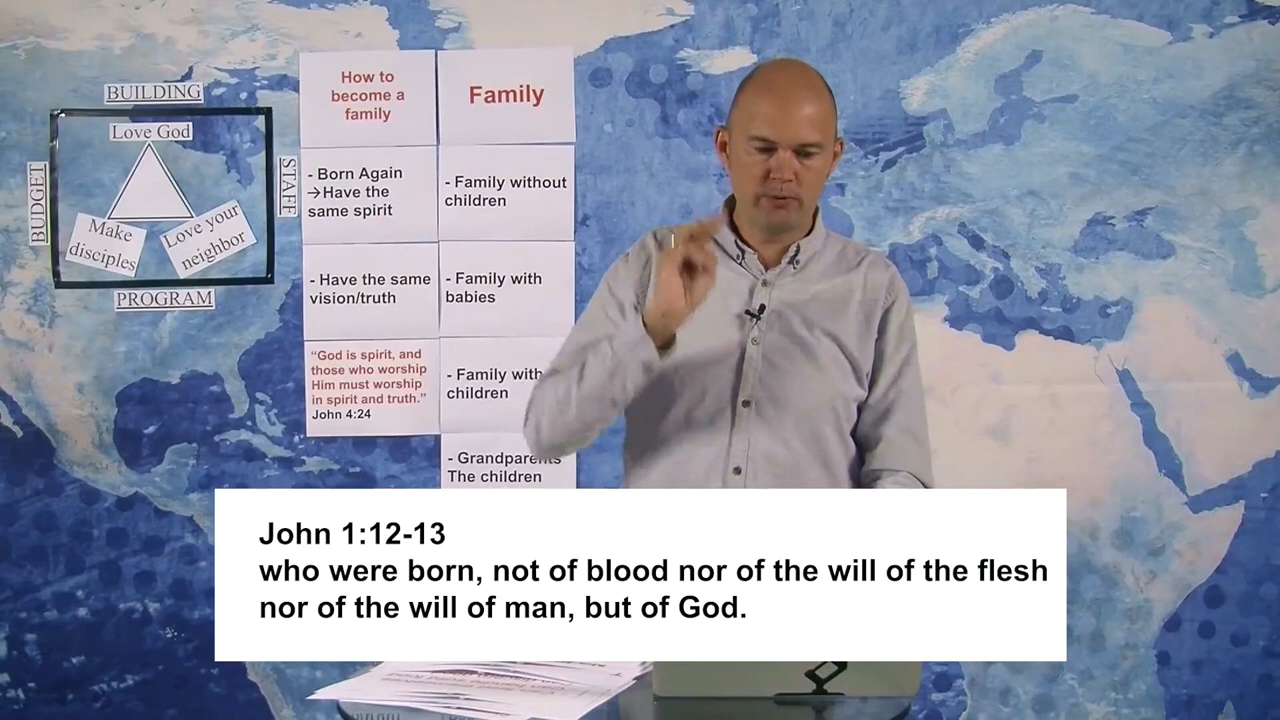 BUILDING
Love God
BUDGET
STAFF
Make
disciples
Love your
neighbor
PROGRAM
How to
become a
family
- Born Again
→Have the
same spirit
- Have the same
vision/truth
"God is spirit, and
those who worship
Him must worship
in spirit and truth."
John 4:24
Family
- Family without
children
- Family with
babies
- Family with
children
- Grandparents
The children
John 1:12-13
who were born, not of blood nor of the will of the flesh
nor of the will of man, but of God.